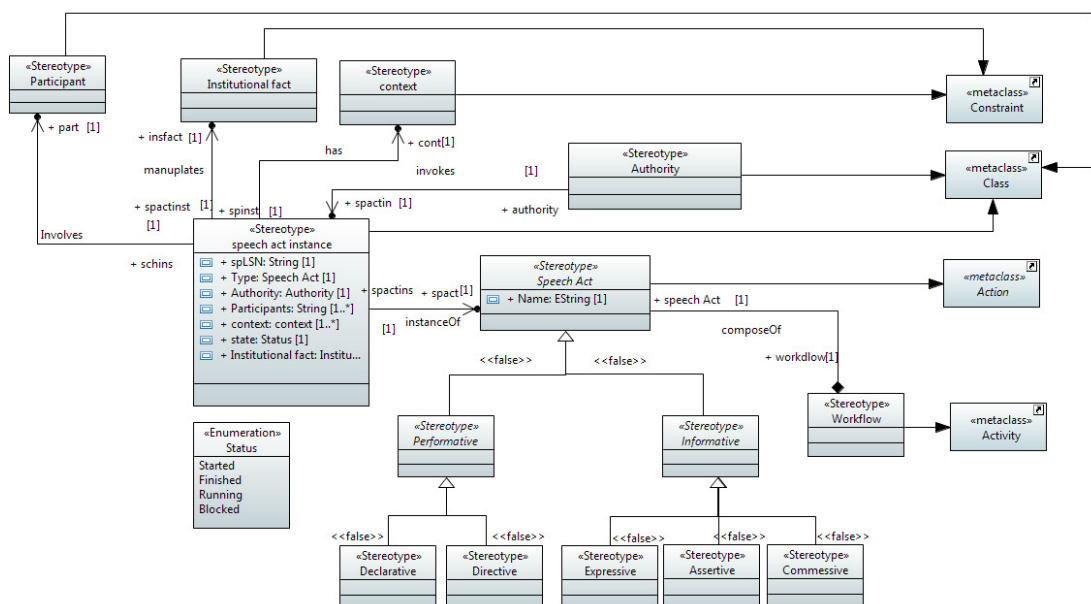 «Stereotype»
Participant
«Stereotype»
Institutional fact
«Stereotype»
context
«metaclass»
Constraint
+ part [1]
+ insfact [1]
has
+ cont[1]
manuplates
invokes
[1]
«Stereotype»
Authority
«metaclass»
Class
+ spactinst [1]
[1]
+ spinst [1]
+ spactin [1]
+ authority
Involves
+ schins
«Stereotype»
speech act instance
+ spLSN: String [1]
+ Type: Speech Act [1]
+ Authority: Authority [1]
+ Participants: String [1..*]
+ context: context [1..*]
+ state: Status [1]
+ Institutional fact: Institu...
+ spactins
+ spact[1]
[1]
instanceOf
«Stereotype»
Speech Act
+ Name: EString [1]
+ speech Act [1]
«metaclass»
Action
composeOf
+ workdlow[1]
<<false>>
<<false>>
«Stereotype»
Workflow
«metaclass»
Activity
«Stereotype»
Performative
«Stereotype»
Informative
«Enumeration»
Status
Started
Finished
Running
Blocked
<<false>>
<<false>>
<<false>>
<<false>>
<<false>>
«Stereotype»
Declarative
«Stereotype»
Directive
«Stereotype»
Expressive
«Stereotype»
Assertive
«Stereotype»
Commessive